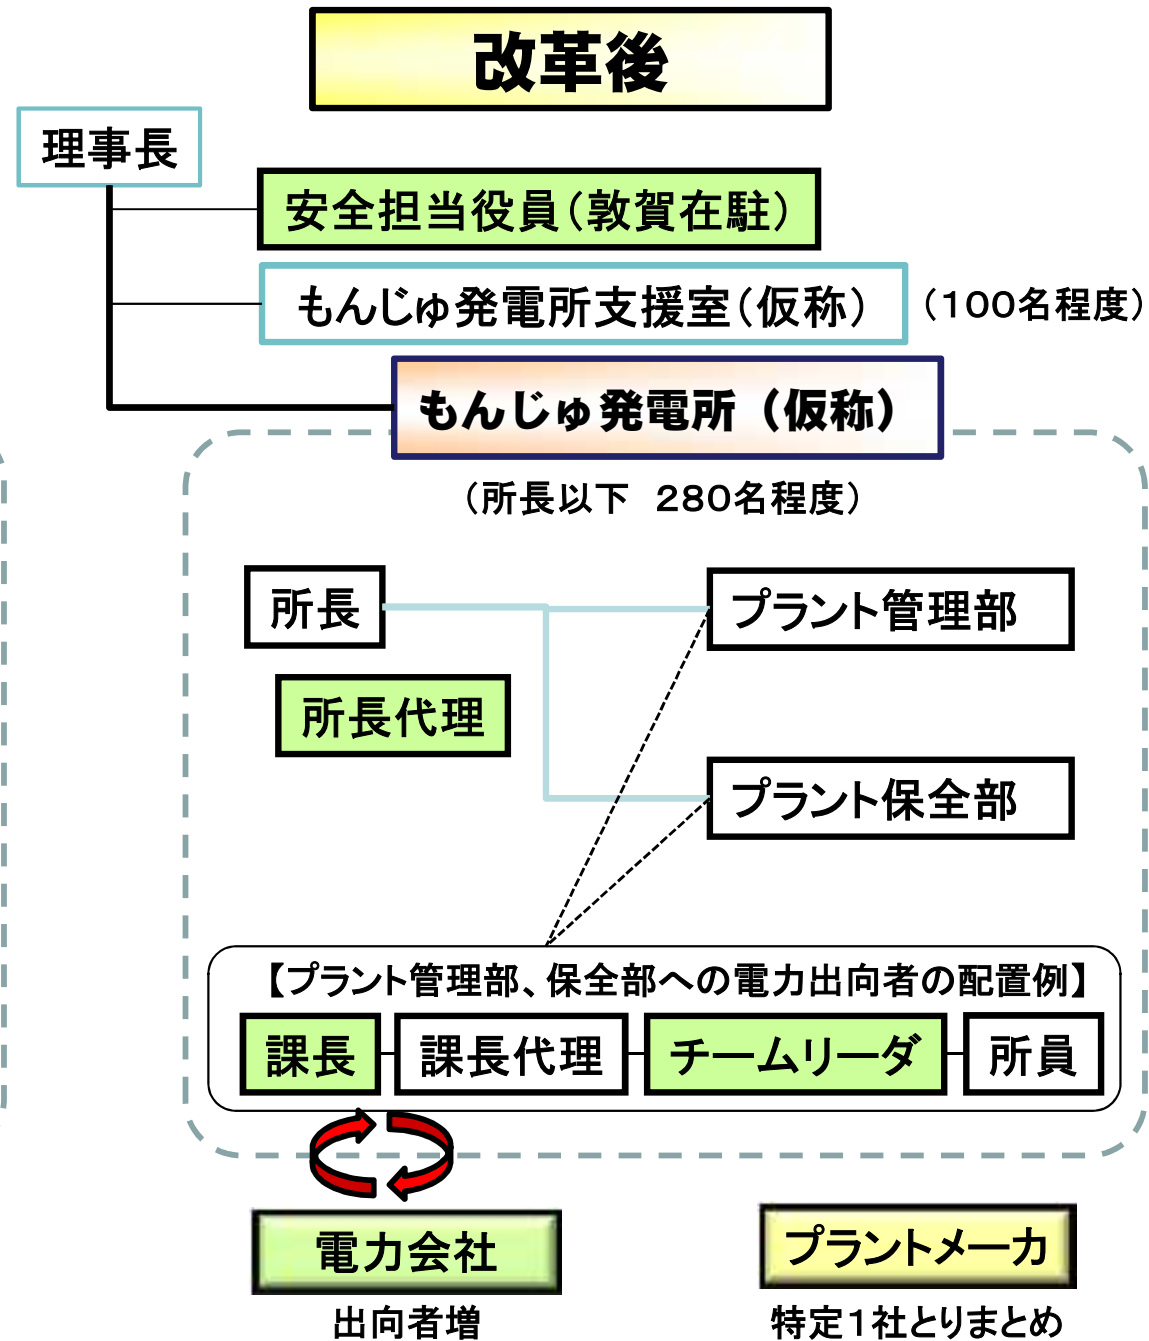 改革後
理事長
安全担当役員（敦賀在駐）
もんじゅ発電所支援室（仮称）
（100名程度）
もんじゅ発電所（仮称）
（所長以下　280名程度）
所長
プラント管理部
所長代理
プラント保全部
【プラント管理部、保全部への電力出向者の配置例】
課長
課長代理
チームリーダ
所員
電力会社
プラントメーカ
出向者増
特定１社とりまとめ